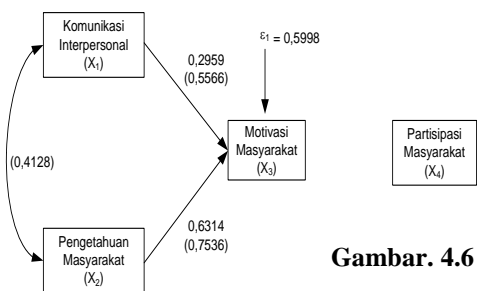 Komunikasi
Interpersonal
(X₁)
ε₁ = 0,5998
0,2959
(0,5566)
Motivasi
Masyarakat
(X₃)
Partisipasi
Masyarakat
(X₄)
(0,4128)
0,6314
(0,7536)
Pengetahuan
Masyarakat
(X₂)
Gambar. 4.6